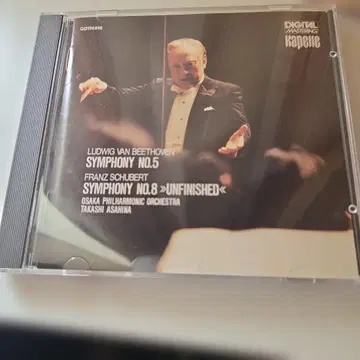 DIGITAL
MASTERING
Kapelle
LUDWIG VAN BEETHOVEN
SYMPHONY NO.5
FRANZ SCHUBERT
SYMPHONY NO.8 »UNFINISHED«
OSAKA PHILHARMONIC ORCHESTRA
TAKASHI ASAHINA